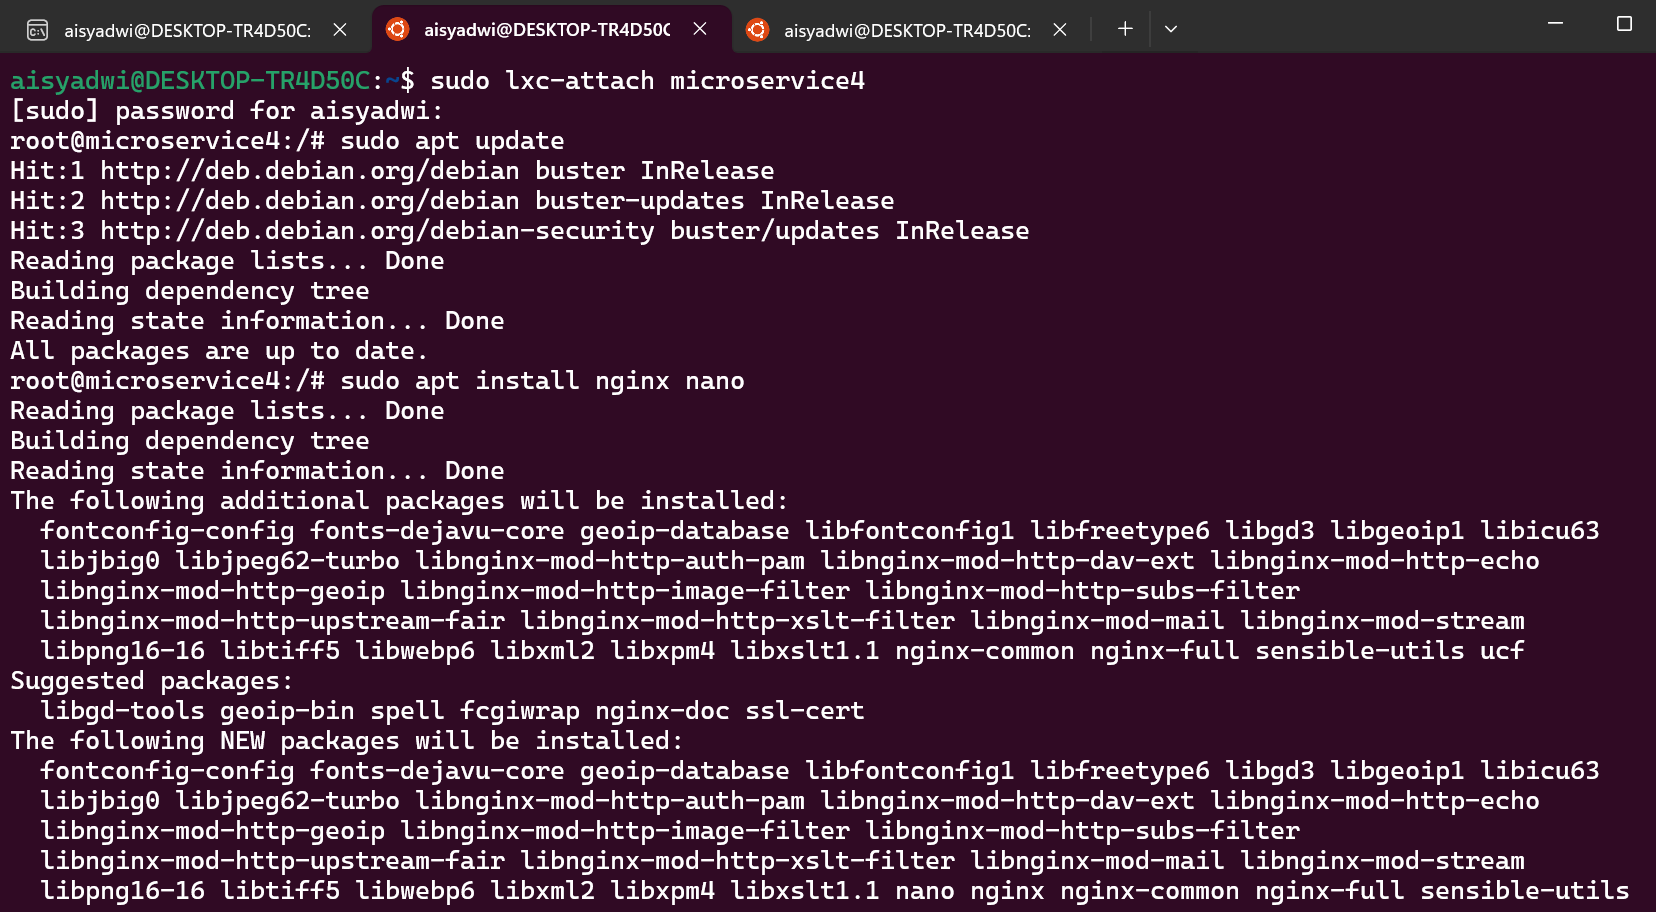 aisyadwi@DESKTOP-TR4D50C: aisyadwi@DESKTOP-TR4D50C aisyadwi@DESKTOP-TR4D50C:
aisyadwi@DESKTOP-TR4D50C:~$ sudo lxc-attach microservice4
[sudo] password for aisyadwi:
root@microservice4:/# sudo apt update
Hit:1 http://deb.debian.org/debian buster InRelease
Hit:2 http://deb.debian.org/debian buster-updates InRelease
Hit:3 http://deb.debian.org/debian-security buster/updates InRelease
Reading package lists... Done
Building dependency tree
Reading state information... Done
All packages are up to date.
root@microservice4:/# sudo apt install nginx nano
Reading package lists... Done
Building dependency tree
Reading state information... Done
The following additional packages will be installed:
  fontconfig-config fonts-dejavu-core geoip-database libfontconfig1 libfreetype6 libgd3 libgeoip1 libicu63
  libjbig0 libjpeg62-turbo libnginx-mod-http-auth-pam libnginx-mod-http-dav-ext libnginx-mod-http-echo
  libnginx-mod-http-geoip libnginx-mod-http-image-filter libnginx-mod-http-subs-filter
  libnginx-mod-http-upstream-fair libnginx-mod-http-xslt-filter libnginx-mod-mail libnginx-mod-stream
  libpng16-16 libtiff5 libwebp6 libxml2 libxpm4 libxslt1.1 nginx-common nginx-full sensible-utils ucf
Suggested packages:
  libgd-tools geoip-bin spell fcgiwrap nginx-doc ssl-cert
The following NEW packages will be installed:
  fontconfig-config fonts-dejavu-core geoip-database libfontconfig1 libfreetype6 libgd3 libgeoip1 libicu63
  libjbig0 libjpeg62-turbo libnginx-mod-http-auth-pam libnginx-mod-http-dav-ext libnginx-mod-http-echo
  libnginx-mod-http-geoip libnginx-mod-http-image-filter libnginx-mod-http-subs-filter
  libnginx-mod-http-upstream-fair libnginx-mod-http-xslt-filter libnginx-mod-mail libnginx-mod-stream
  libpng16-16 libtiff5 libwebp6 libxml2 libxpm4 libxslt1.1 nano nginx nginx-common nginx-full sensible-utils